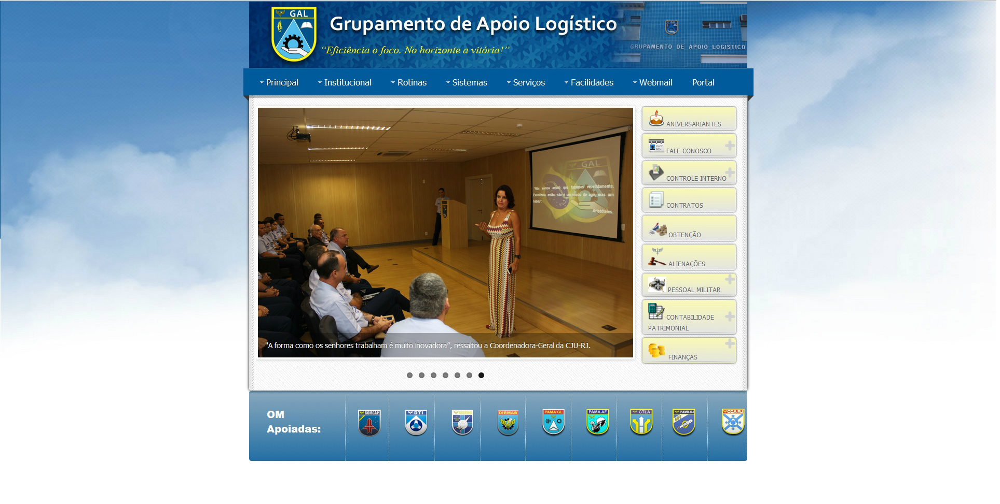 GAL
Grupamento de Apoio Logístico
“Eficiência o foco. No horizonte a vitória!”
GAL
GRUPAMENTO DE APOIO LOGISTICO
Principal
Institucional
Rotinas
Sistemas
Serviços
Facilidades
Webmail
Portal
GAL
"Nós somos aquilo que fazemos repetidamente.
Excelência, então, não é um modo de agir, mas um
hábito".
Aristóteles.
"A forma como os senhores trabalham é muito inovadora”, ressaltou a Coordenadora-Geral da CJU-RJ.
ANIVERSARIANTES
FALE CONOSCO
CONTROLE INTERNO
CONTRATOS
OBTENÇÃO
ALIENAÇÕES
PESSOAL MILITAR
CONTABILIDADE
PATRIMONIAL
FINANÇAS
OM
Apoiadas:
COMGAP
DTI
DIRENG
DIRMAB
PAMA GL
PAMA AF
CTLA
PAMB-RJ
CCA RJ